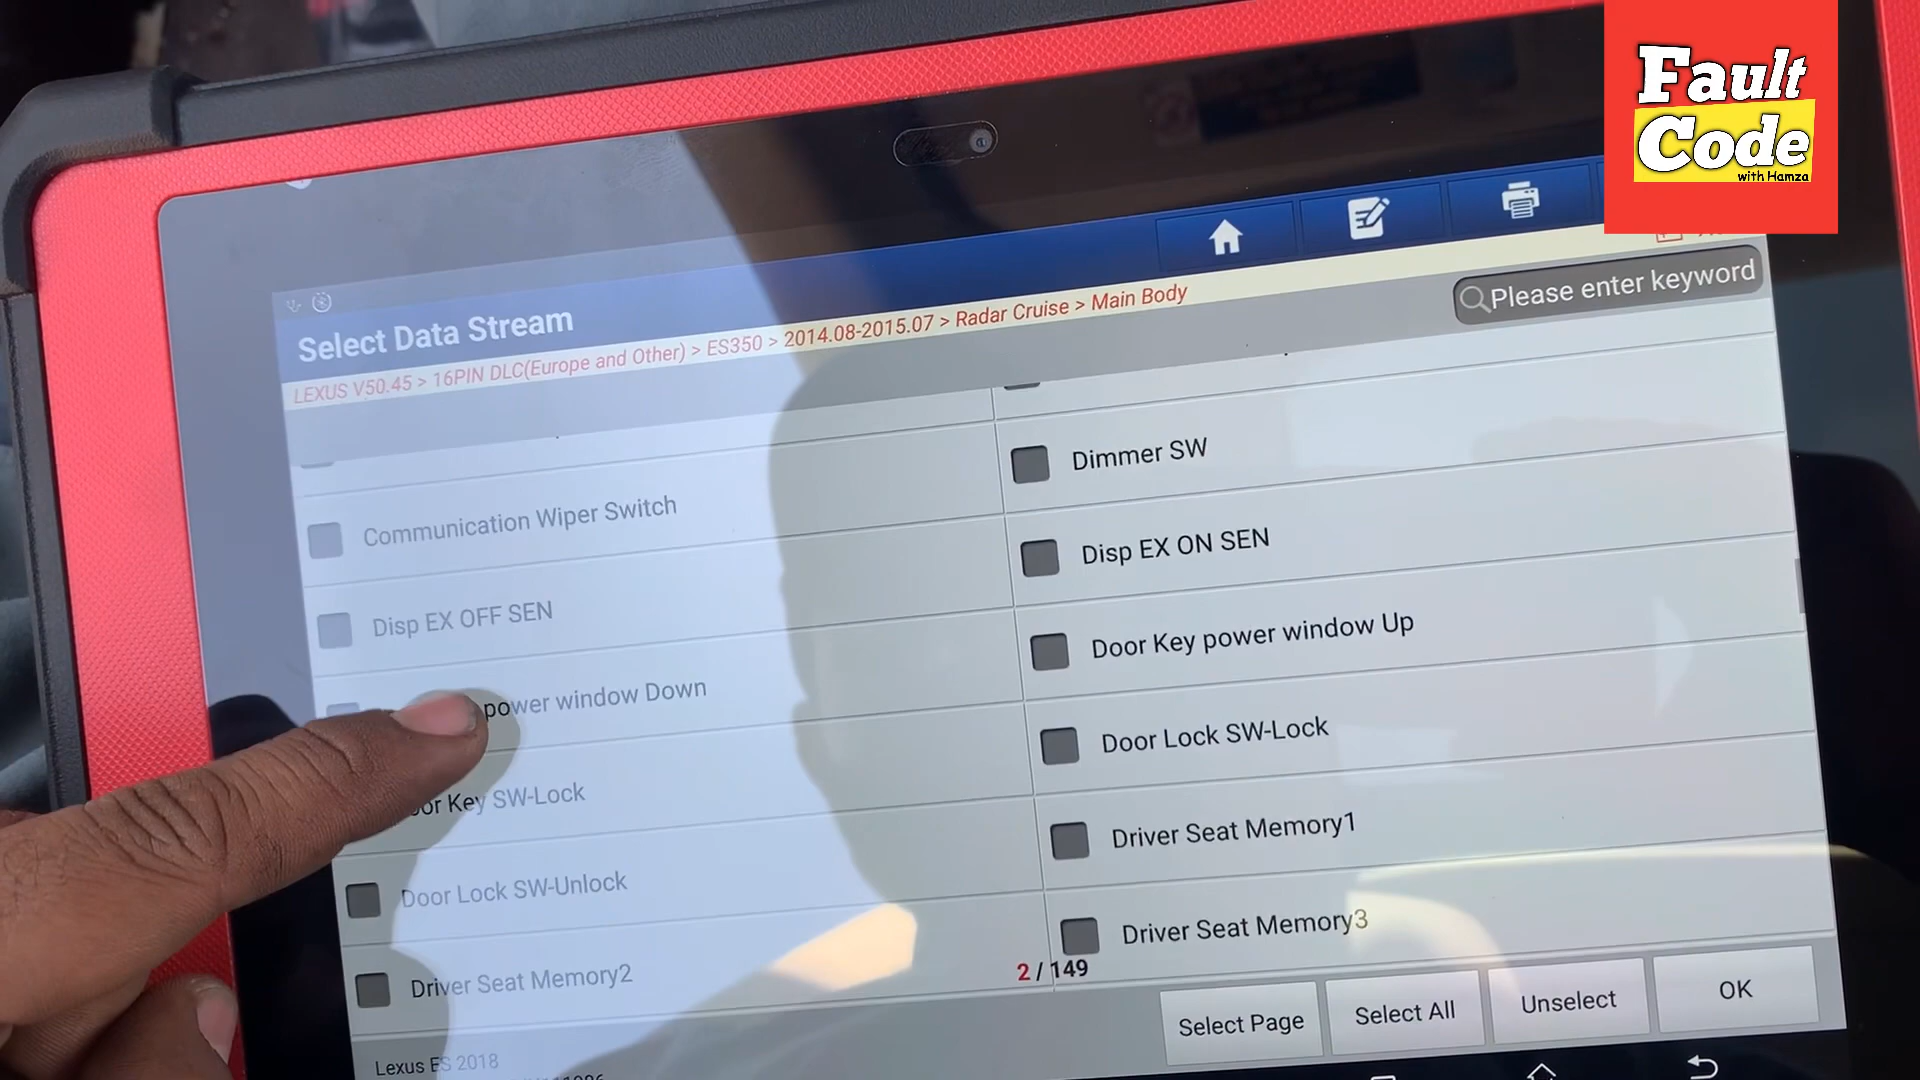 Fault
Code
with Hamza
Select Data Stream
LEXUS V50.45 > 16PIN DLC(Europe and Other) > ES350 > 2014.08-2015.07 > Radar Cruise > Main Body
Please enter keyword
Dimmer SW
Communication Wiper Switch
Disp EX ON SEN
Disp EX OFF SEN
Door Key power window Up
power window Down
Door Lock SW-Lock
Key SW-Lock
Driver Seat Memory1
Door Lock SW-Unlock
Driver Seat Memory3
Driver Seat Memory2
2 / 149
Select Page
Select All
Unselect
OK
Lexus ES 2018